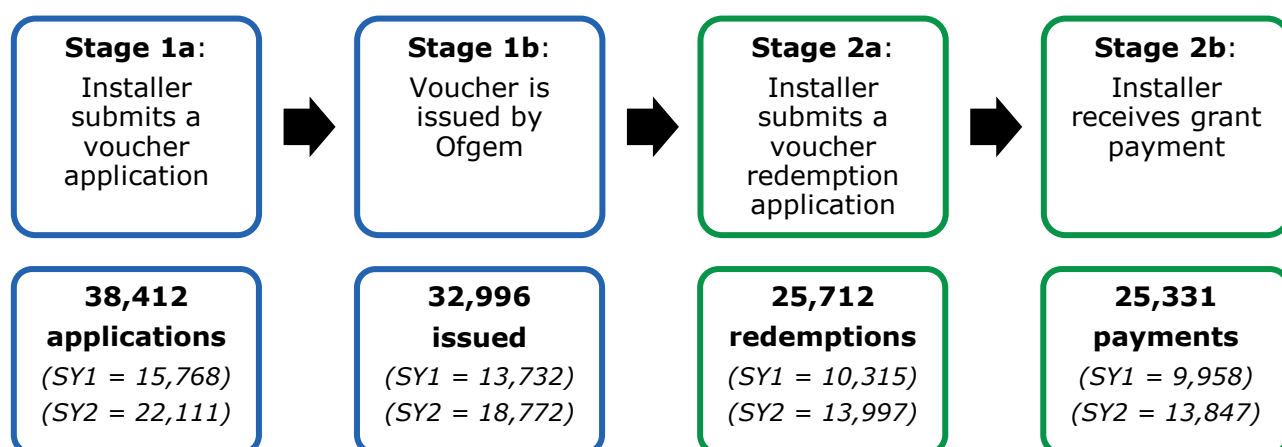 Stage 1a:
Installer
submits a
voucher
application
Stage 1b:
Voucher is
issued by
Ofgem
Stage 2a:
Installer
submits a
voucher
redemption
application
Stage 2b:
Installer
receives grant
payment
38,412
applications
(SY1 = 15,768)
(SY2 = 22,111)
32,996
issued
(SY1 = 13,732)
(SY2 = 18,772)
25,712
redemptions
(SY1 = 10,315)
(SY2 = 13,997)
25,331
payments
(SY1 = 9,958)
(SY2 = 13,847)